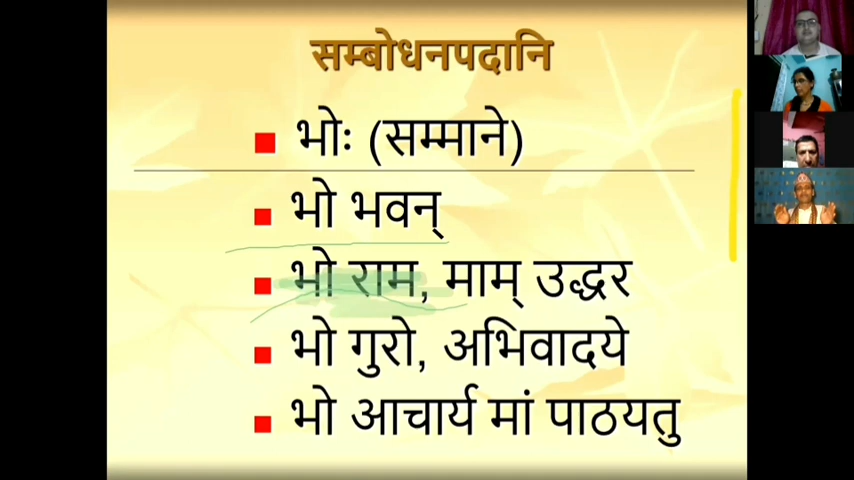 सम्बोधनपदानि
भोः (सम्माने)
भो भवन्
भो राम, माम् उद्धर
भो गुरो, अभिवादये
भो आचार्य मां पाठयतु